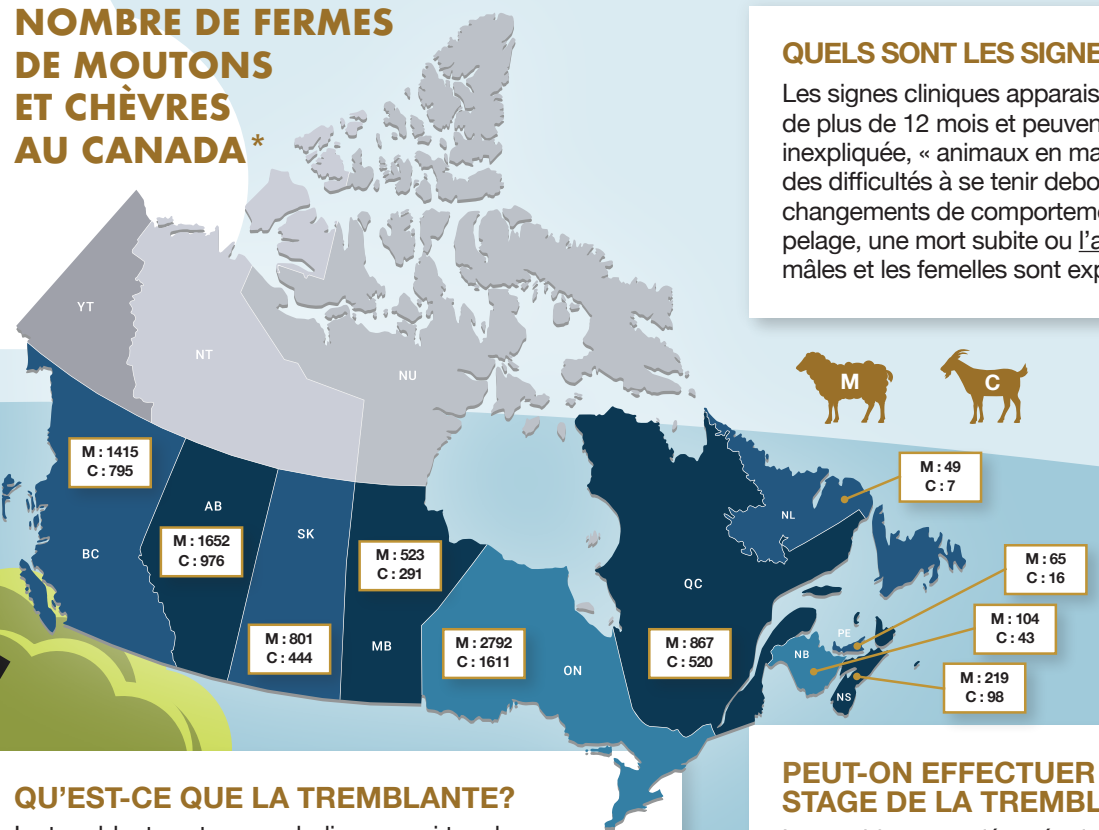 NOMBRE DE FERMES
DE MOUTONS
ET CHÈVRES
AU CANADA*
QUELS SONT LES SIGNE
Les signes cliniques apparais
de plus de 12 mois et peuven
inexpliquée, « animaux en ma
des difficultés à se tenir debo
changements de comporteme
pelage, une mort subite ou l'a
mâles et les femelles sont exp
M
C
YT
NT
NU
M : 1415
C : 795
BC
AB
M : 1652
C : 976
SK
M : 801
C : 444
M : 523
C : 291
MB
M : 2792
C : 1611
ON
QC
M : 867
C : 520
NL
M : 49
C : 7
PE
M : 65
C : 16
NB
M : 104
C : 43
NS
M : 219
C : 98
QU'EST-CE QUE LA TREMBLANTE?
PEUT-ON EFFECTUER
STAGE DE LA TREMBL